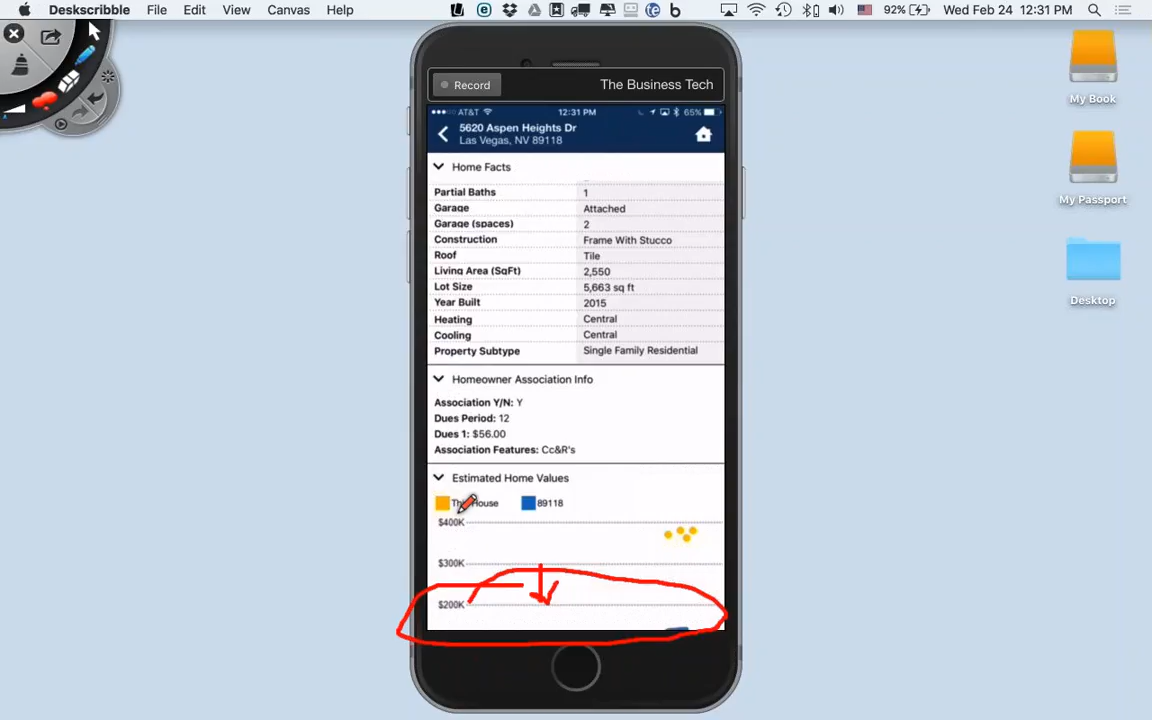 Deskscribble File Edit View Canvas Help 92% Wed Feb 24 12:31 PM
My Book
My Passport
Desktop
Record The Business Tech
AT&T 12:31 PM 65%
5620 Aspen Heights Dr
Las Vegas, NV 89118
Home Facts
Partial Baths 1
Garage Attached
Garage (spaces) 2
Construction Frame With Stucco
Roof Tile
Living Area (SqFt) 2,550
Lot Size 5,663 sq ft
Year Built 2015
Heating Central
Cooling Central
Property Subtype Single Family Residential
Homeowner Association Info
Association Y/N: Y
Dues Period: 12
Dues 1: $56.00
Association Features: Cc&R's
Estimated Home Values
House 89118
$400K
$300K
$200K